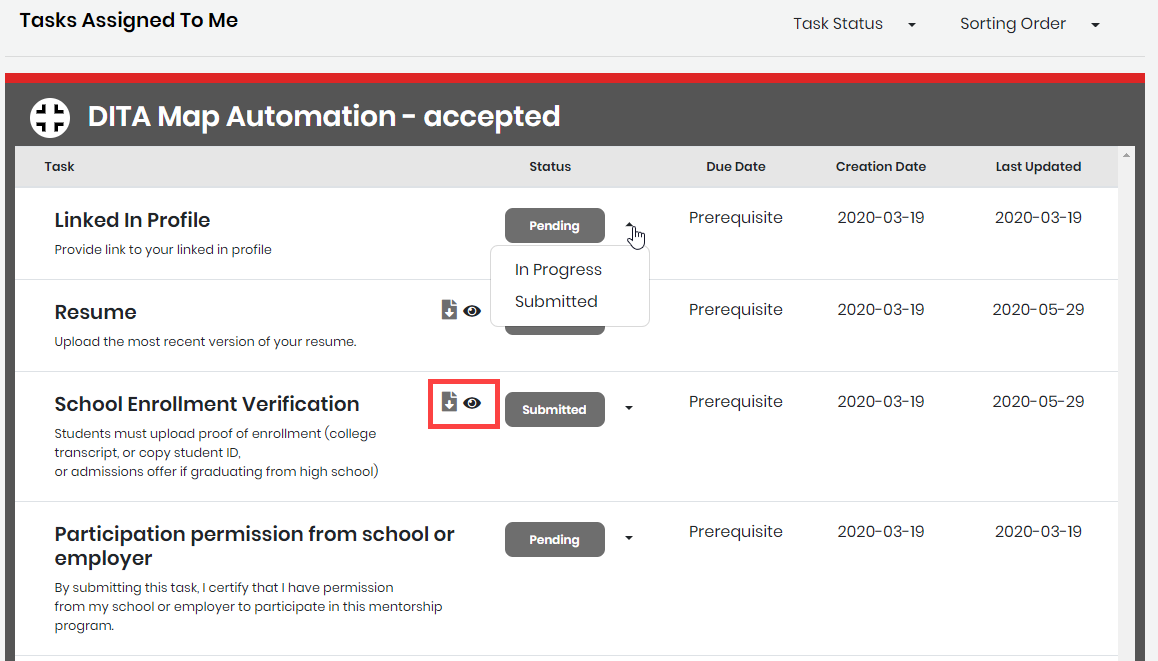 Tasks Assigned To Me
Task Status
Sorting Order
DITA Map Automation - accepted
Task Status Due Date Creation Date Last Updated
Linked In Profile
Provide link to your linked in profile
Pending
Prerequisite 2020-03-19 2020-03-19
In Progress
Submitted
Resume
Upload the most recent version of your resume.
Prerequisite 2020-03-19 2020-05-29
School Enrollment Verification
Students must upload proof of enrollment (college
transcript, or copy student ID,
or admissions offer if graduating from high school)
Submitted
Prerequisite 2020-03-19 2020-05-29
Participation permission from school or
employer
By submitting this task, I certify that I have permission
from my school or employer to participate in this mentorship
program.
Pending
Prerequisite 2020-03-19 2020-03-19